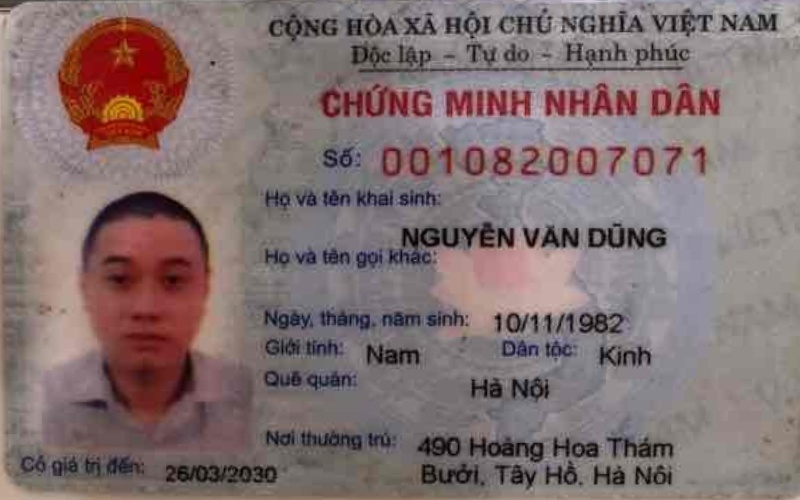 CỘNG HÒA XÃ HỘI CHỦ NGHĨA VIỆT NAM
Độc lập - Tự do - Hạnh phúc
CHỨNG MINH NHÂN DÂN
Số: 001082007071
Họ và tên khai sinh:
NGUYỄN VĂN DŨNG
Họ và tên gọi khác:
Ngày, tháng, năm sinh: 10/11/1982
Giới tính: Nam Dân tộc: Kinh
Quê quán:
Hà Nội
Nơi thường trú: 490 Hoàng Hoa Thám
Bưởi, Tây Hồ, Hà Nội
Có giá trị đến: 26/03/2030